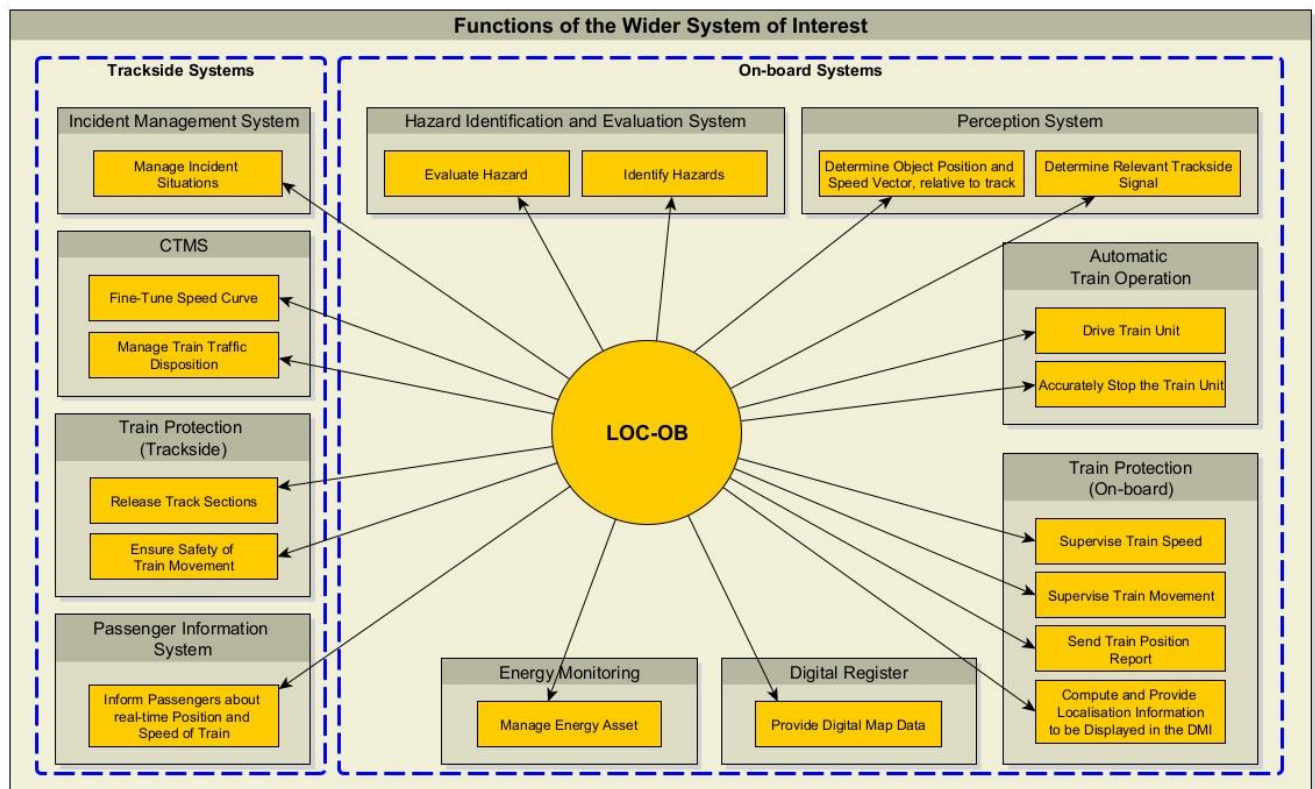 Functions of the Wider System of Interest
Trackside Systems
Incident Management System
Manage Incident
Situations
CTMS
Fine-Tune Speed Curve
Manage Train Traffic
Disposition
Train Protection
(Trackside)
Release Track Sections
Ensure Safety of
Train Movement
Passenger Information
System
Inform Passengers about
real-time Position and
Speed of Train
On-board Systems
Hazard Identification and Evaluation System
Evaluate Hazard
Identify Hazards
Perception System
Determine Object Position and
Speed Vector, relative to track
Determine Relevant Trackside
Signal
Automatic
Train Operation
Drive Train Unit
Accurately Stop the Train Unit
LOC-OB
Train Protection
(On-board)
Supervise Train Speed
Supervise Train Movement
Send Train Position
Report
Compute and Provide
Localisation Information
to be Displayed in the DMI
Energy Monitoring
Manage Energy Asset
Digital Register
Provide Digital Map Data